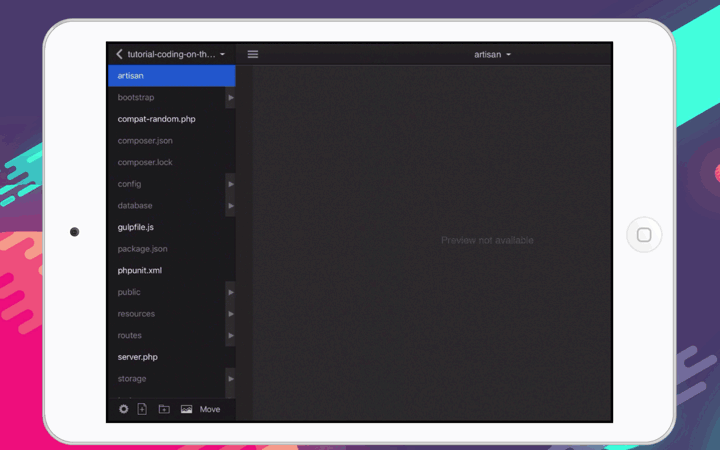 tutorial-coding-on-th...
artisan
artisan
bootstrap
compat-random.php
composer.json
composer.lock
config
database
gulpfile.js
package.json
phpunit.xml
public
resources
routes
server.php
storage
Move
Preview not available